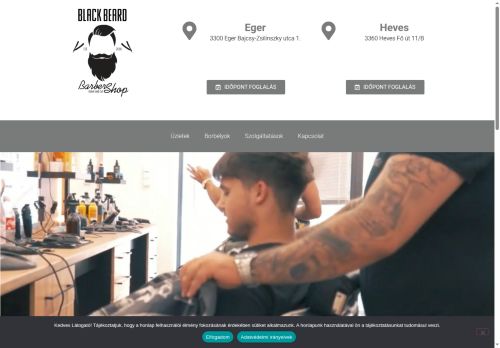 BLACK BEARD
Barber Shop
Eger
3300 Eger Bajcsy-Zsilinszky utca 1.
IDŐPONT FOGLALÁS
Heves
3360 Heves Fő út 11/B
IDŐPONT FOGLALÁS
Üzletek Borbélyok Szolgáltatások Kapcsolat
Kedves Látogató! Tájékoztatjuk, hogy a honlap felhasználói élmény fokozásának érdekében sütiket alkalmazunk. A honlapunk használatával ön a tájékoztatásunkat tudomásul veszi.
Elfogadom Adatvédelmi irányelvek